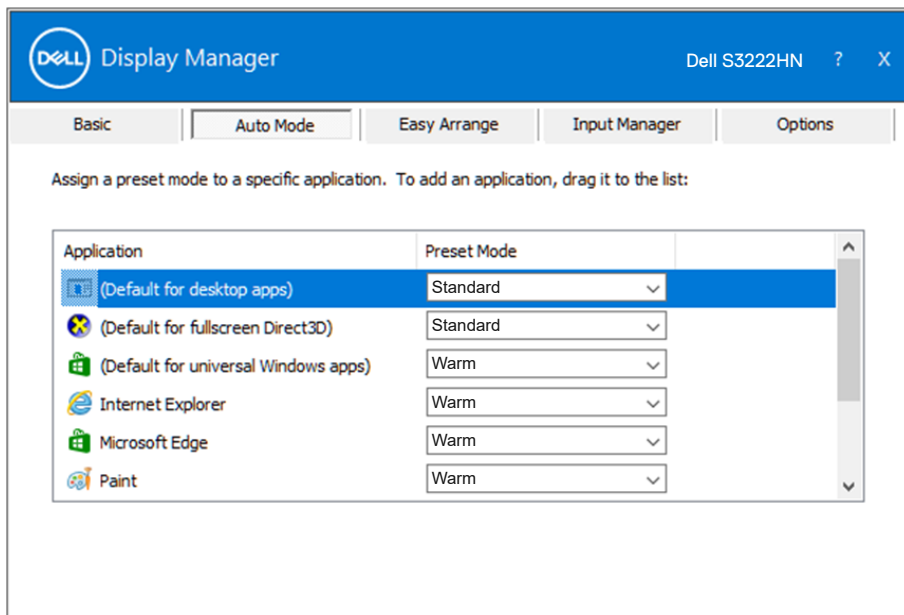 DELL Display Manager Dell S3222HN ? X
Basic Auto Mode Easy Arrange Input Manager Options
Assign a preset mode to a specific application. To add an application, drag it to the list:
Application Preset Mode
(Default for desktop apps) Standard
(Default for fullscreen Direct3D) Standard
(Default for universal Windows apps) Warm
Internet Explorer Warm
Microsoft Edge Warm
Paint Warm